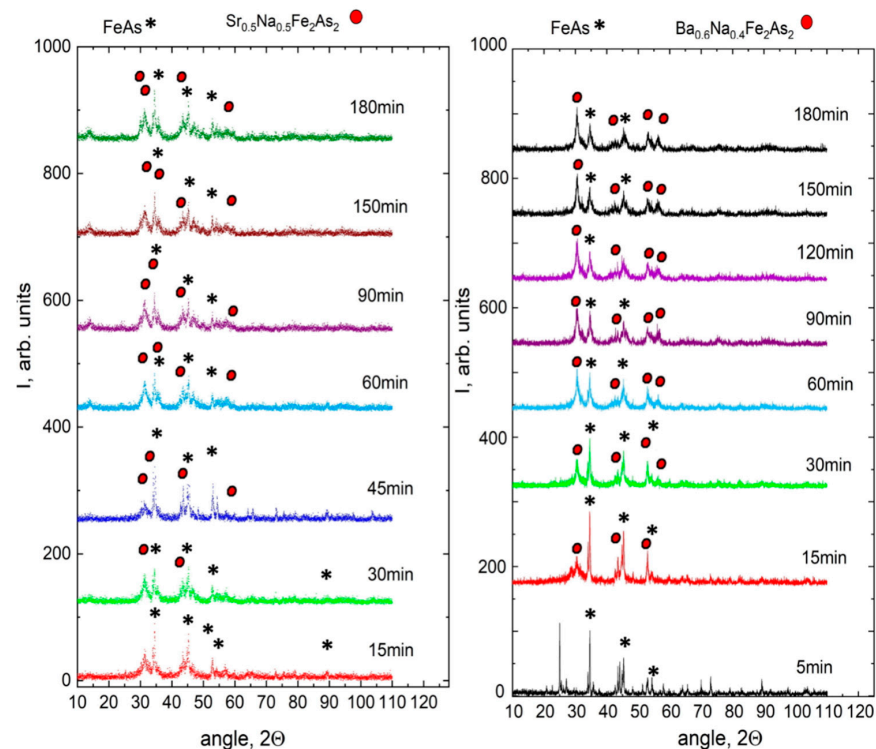 FeAs * Sr0.5Na0.5Fe2As2
1000
800
600
400
200
0
I, arb. units
180min
150min
90min
60min
45min
30min
15min
10 20 30 40 50 60 70 80 90 100 110 120
angle, 2Θ
FeAs * Ba0.6Na0.4Fe2As2
1000
800
600
400
200
0
I, arb. units
180min
150min
120min
90min
60min
30min
15min
5min
10 20 30 40 50 60 70 80 90 100 110 120 125
angle, 2Θ